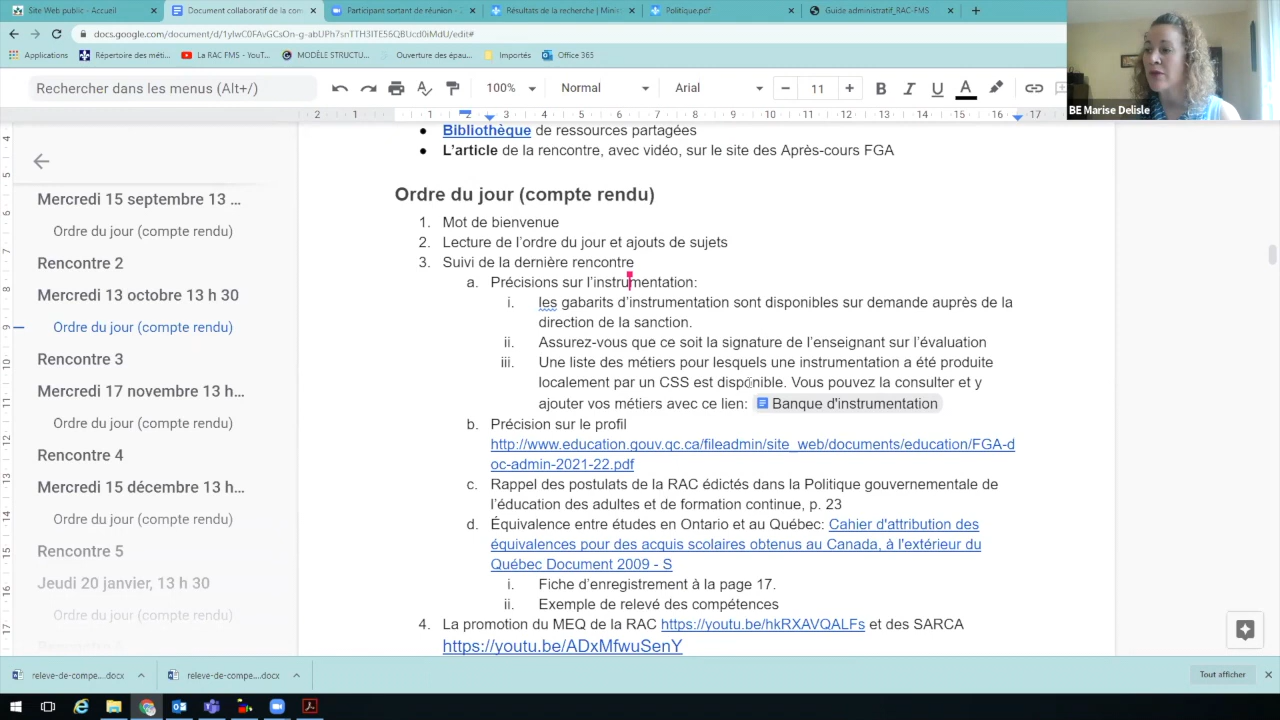 Site Web public - Accueil
Document collaboratif de la com
Participant sortant de réunion - Z
Résultats de la recherche | Minis
Politique.pdf
Guide administratif_RAC-FMS
Applications
Répertoire des méti...
La RAC FMS - YouT...
MODÈLE STRUCTU...
Ouverture des épau...
Importés
Office 365
BE Marise Delisle
Rechercher dans les menus (Alt+/)
100%
Normal
Arial
11
Bibliothèque de ressources partagées
L'article de la rencontre, avec vidéo, sur le site des Après-cours FGA
Mercredi 15 septembre 13 ...
Ordre du jour (compte rendu)
Rencontre 2
Mercredi 13 octobre 13 h 30
Ordre du jour (compte rendu)
Rencontre 3
Mercredi 17 novembre 13 h...
Ordre du jour (compte rendu)
Rencontre 4
Mercredi 15 décembre 13 h...
Ordre du jour (compte rendu)
Rencontre 5
Jeudi 20 janvier, 13 h 30
Ordre du jour (compte rendu)
Ordre du jour (compte rendu)
1. Mot de bienvenue
2. Lecture de l'ordre du jour et ajouts de sujets
3. Suivi de la dernière rencontre
a. Précisions sur l'instrumentation:
i. les gabarits d'instrumentation sont disponibles sur demande auprès de la
direction de la sanction.
ii. Assurez-vous que ce soit la signature de l'enseignant sur l'évaluation
iii. Une liste des métiers pour lesquels une instrumentation a été produite
localement par un CSS est disponible. Vous pouvez la consulter et y
ajouter vos métiers avec ce lien: Banque d'instrumentation
b. Précision sur le profil
http://www.education.gouv.qc.ca/fileadmin/site_web/documents/education/FGA-d
oc-admin-2021-22.pdf
c. Rappel des postulats de la RAC édictés dans la Politique gouvernementale de
l'éducation des adultes et de formation continue, p. 23
d. Équivalence entre études en Ontario et au Québec: Cahier d'attribution des
équivalences pour des acquis scolaires obtenus au Canada, à l'extérieur du
Québec Document 2009 - S
i. Fiche d'enregistrement à la page 17.
ii. Exemple de relevé des compétences
4. La promotion du MEQ de la RAC https://youtu.be/hkRXAVQALFs et des SARCA
https://youtu.be/ADxMfwuSenY
releve-de-compe....docx
releve-de-compe....docx
Tout afficher